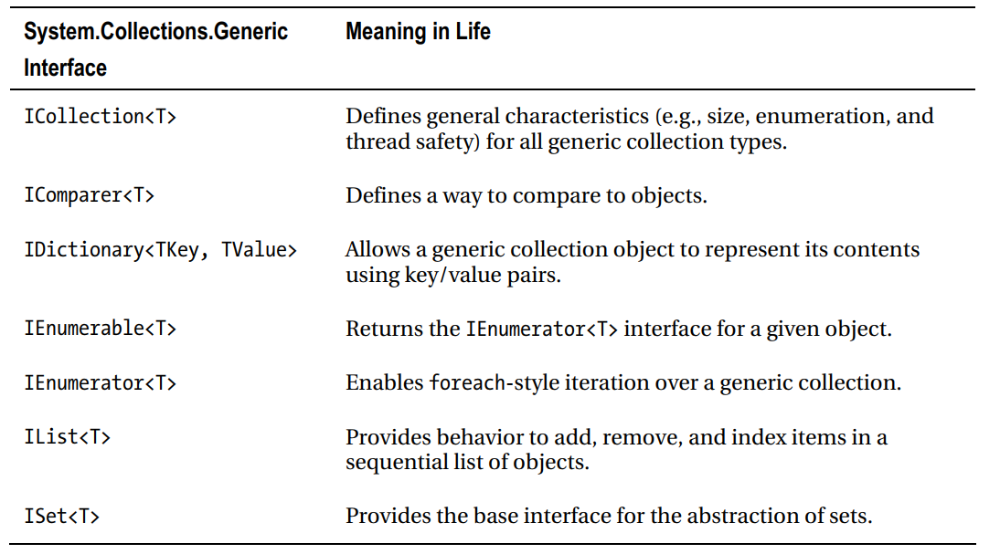 System.Collections.Generic Meaning in Life
Interface
ICollection<T> Defines general characteristics (e.g., size, enumeration, and
thread safety) for all generic collection types.
IComparer<T> Defines a way to compare to objects.
IDictionary<TKey, TValue> Allows a generic collection object to represent its contents
using key/value pairs.
IEnumerable<T> Returns the IEnumerator<T> interface for a given object.
IEnumerator<T> Enables foreach-style iteration over a generic collection.
IList<T> Provides behavior to add, remove, and index items in a
sequential list of objects.
ISet<T> Provides the base interface for the abstraction of sets.